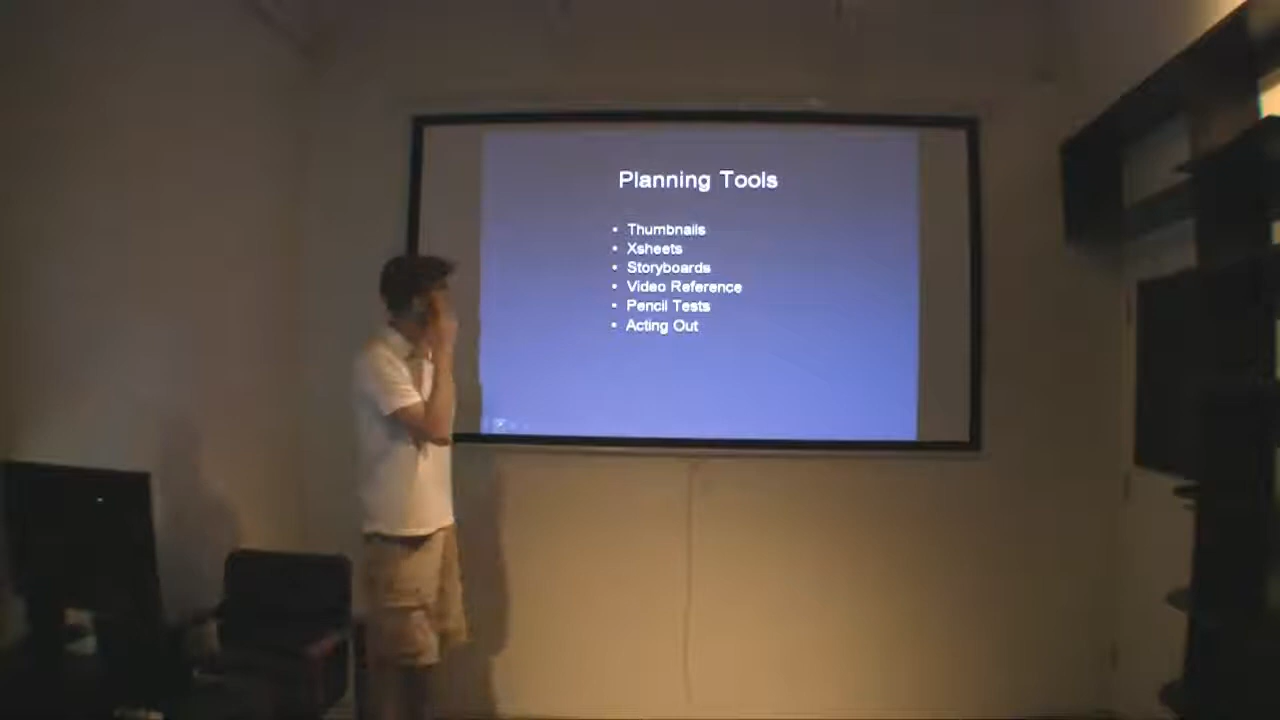 Planning Tools
• Thumbnails
• Xsheets
• Storyboards
• Video Reference
• Pencil Tests
• Acting Out